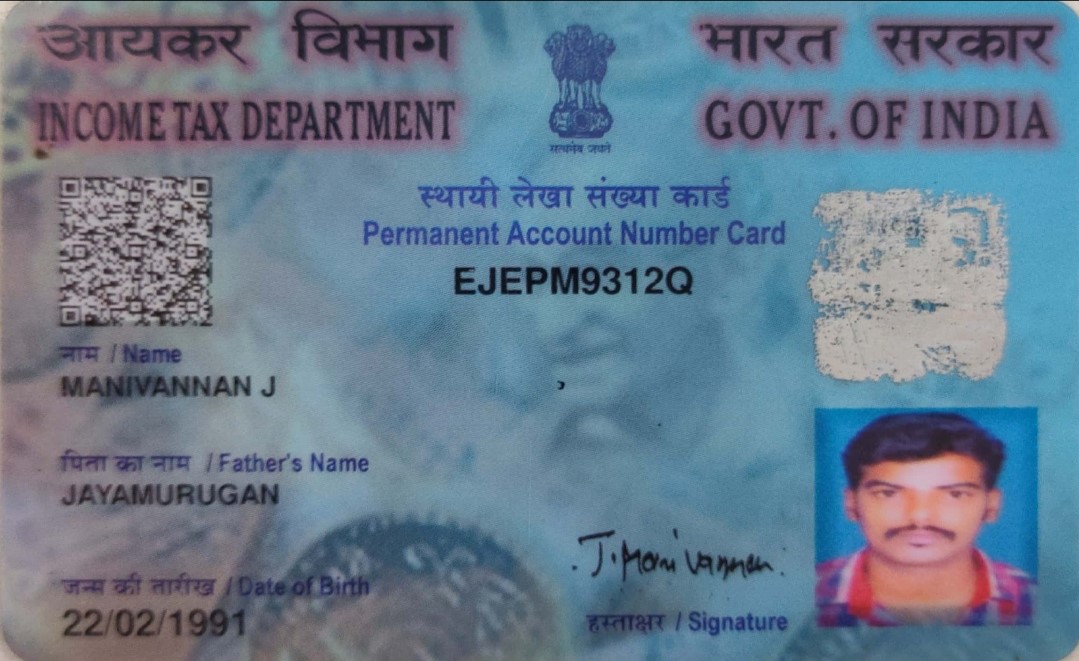 आयकर विभाग
INCOME TAX DEPARTMENT
भारत सरकार
GOVT. OF INDIA
सत्यमेव जयते
स्थायी लेखा संख्या कार्ड
Permanent Account Number Card
EJEPM9312Q
नाम / Name
MANIVANNAN J
पिता का नाम / Father's Name
JAYAMURUGAN
जन्म की तारीख / Date of Birth
22/02/1991
J. Manivannan.
हस्ताक्षर / Signature